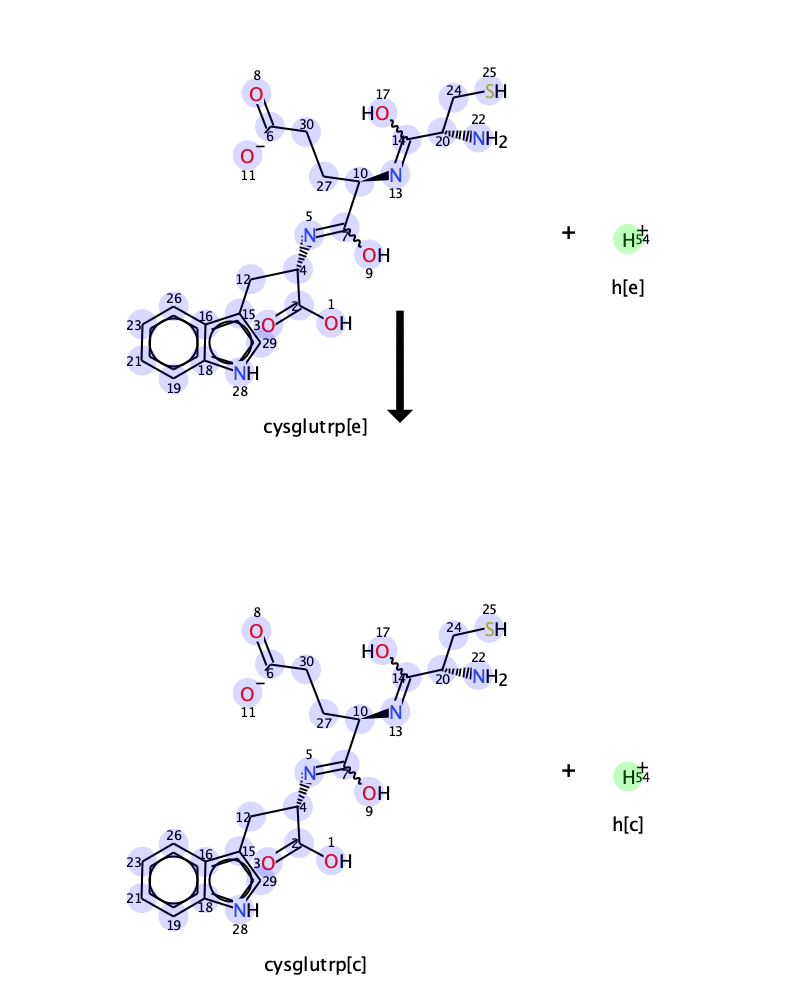 8
O
25
SH
17
HO
24
6
30
22
14
20
NH2
O−
11
27
10
N
13
5
N
7
+
H+
54
OH
9
h[e]
4
12
26
15
1
23
16
3
O
2
OH
29
21
18
NH
19
28
cysglutrp[e]
8
O
25
SH
17
HO
24
6
30
22
14
20
NH2
O−
11
27
10
N
13
5
N
7
+
H+
54
OH
9
h[c]
4
12
26
15
1
23
16
3
O
2
OH
29
21
18
NH
19
28
cysglutrp[c]